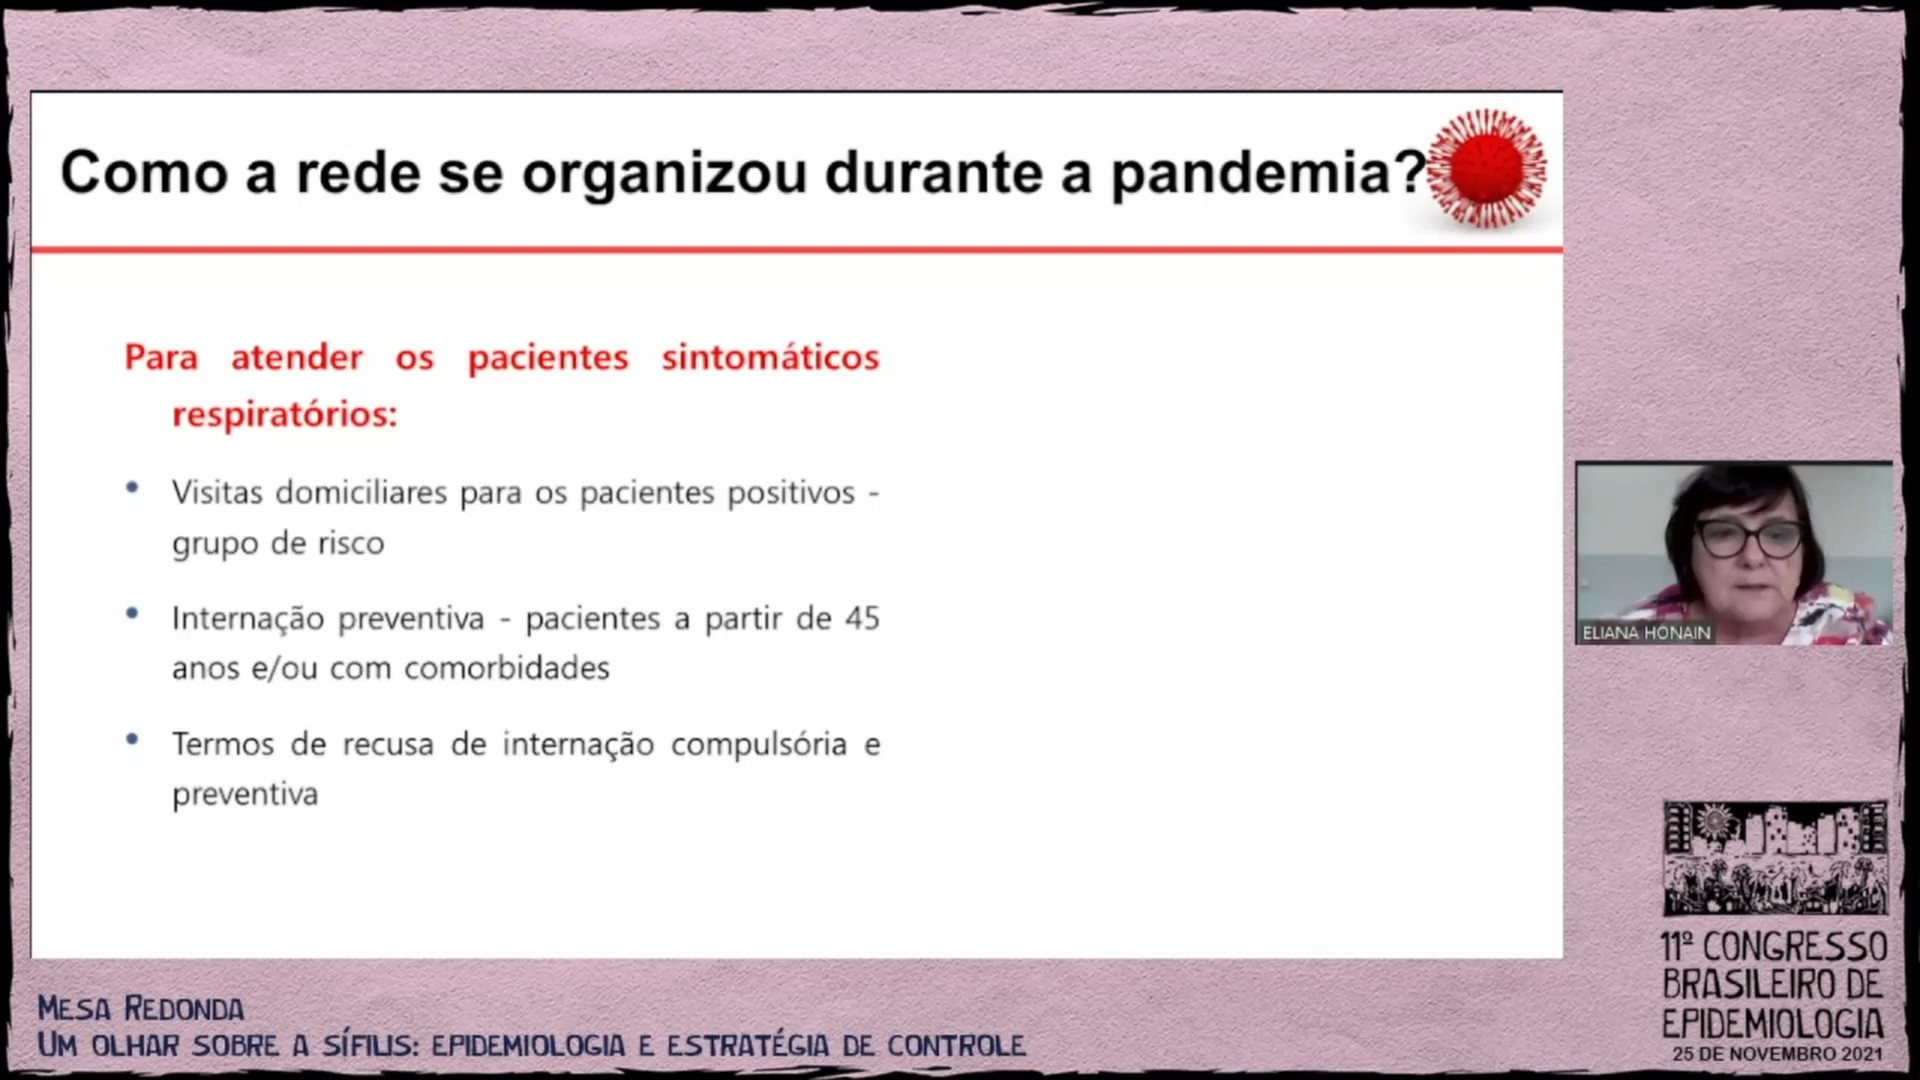 Como a rede se organizou durante a pandemia?
Para atender os pacientes sintomáticos
respiratórios:
• Visitas domiciliares para os pacientes positivos -
grupo de risco
• Internação preventiva - pacientes a partir de 45
anos e/ou com comorbidades
• Termos de recusa de internação compulsória e
preventiva
ELIANA HONAIN
MESA REDONDA
UM OLHAR SOBRE A SÍFILIS: EPIDEMIOLOGIA E ESTRATÉGIA DE CONTROLE
11º CONGRESSO
BRASILEIRO DE
EPIDEMIOLOGIA
25 DE NOVEMBRO 2021